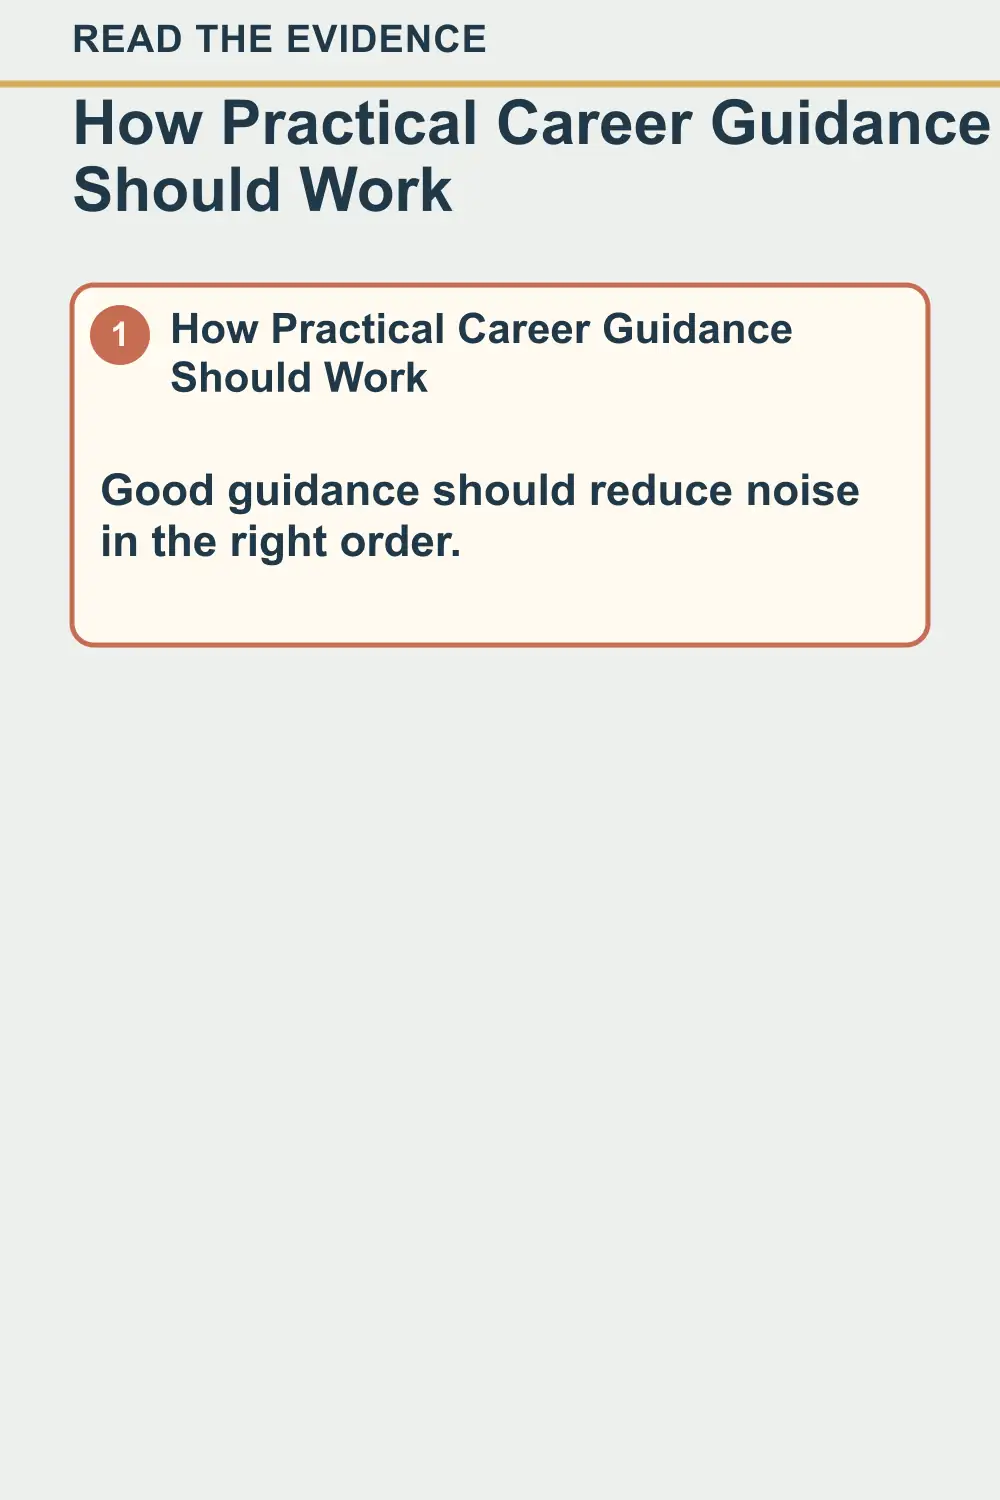 READ THE EVIDENCE
How Practical Career Guidance
Should Work
1
How Practical Career Guidance
Should Work
Good guidance should reduce noise
in the right order.